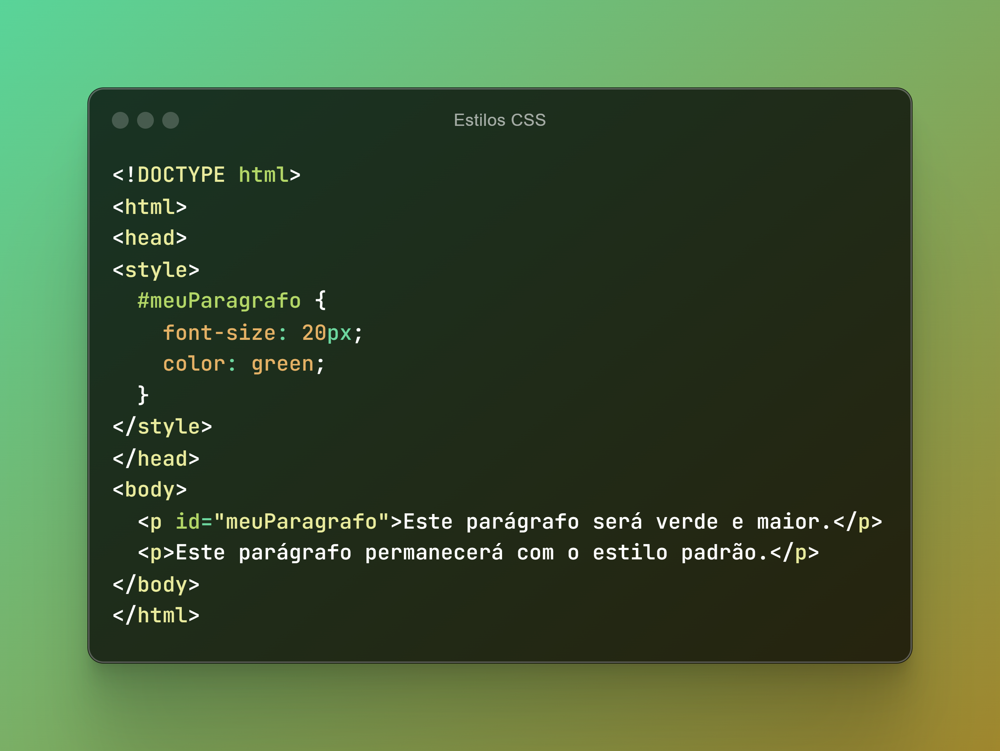 Estilos CSS
<!DOCTYPE html>
<html>
<head>
<style>
  #meuParagrafo {
    font-size: 20px;
    color: green;
  }
</style>
</head>
<body>
  <p id="meuParagrafo">Este parágrafo será verde e maior.</p>
  <p>Este parágrafo permanecerá com o estilo padrão.</p>
</body>
</html>